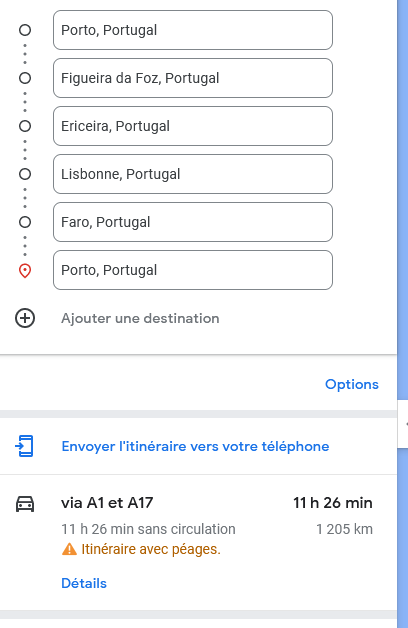 Porto, Portugal
Figueira da Foz, Portugal
Ericeira, Portugal
Lisbonne, Portugal
Faro, Portugal
Porto, Portugal
Ajouter une destination
Options
Envoyer l'itinéraire vers votre téléphone
via A1 et A17 11 h 26 min
11 h 26 min sans circulation 1 205 km
Itinéraire avec péages.
Détails